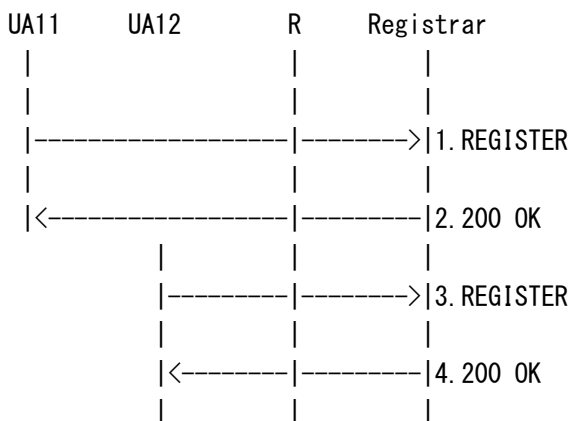 UA11 UA12 R Registrar
1.REGISTER
2.200 OK
3.REGISTER
4.200 OK